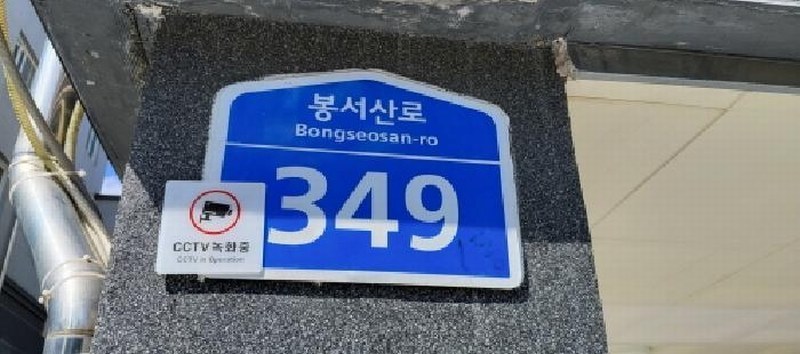 봉서산로
Bongseosan-ro
349
CCTV 녹화중
CCTV in Operation